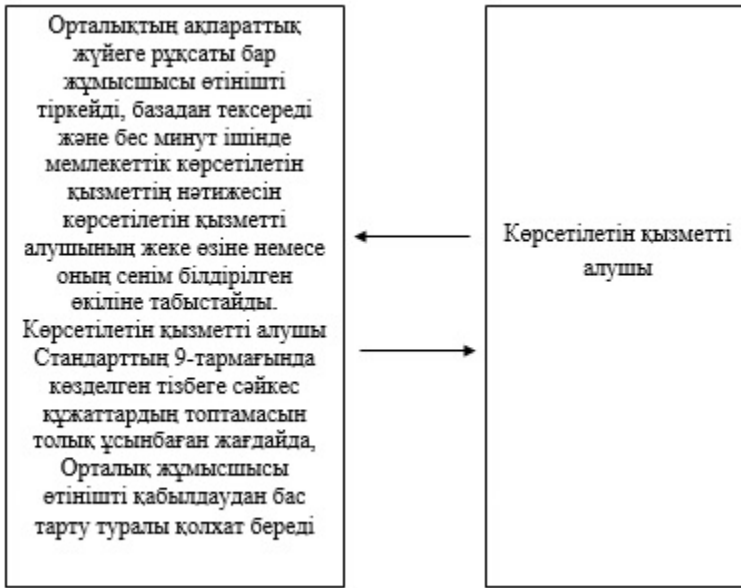 Орталықтың ақпараттық
жүйеге рұқсаты бар
жұмысшысы өтінішті
тіркейді, базадан тексереді
және бес минут ішінде
мемлекеттік көрсетілетін
қызметтің нәтижесін
көрсетілетін қызметті
алушының жеке өзіне немесе
оның сенім білдірілген
өкіліне табыстайды.
Көрсетілетін қызметті алушы
Стандарттың 9-тармағында
көзделген тізбеге сәйкес
құжаттардың топтамасын
толық ұсынбаған жағдайда,
Орталық жұмысшысы
өтінішті қабылдаудан бас
тарту туралы қолхат береді
Көрсетілетін қызметті
алушы